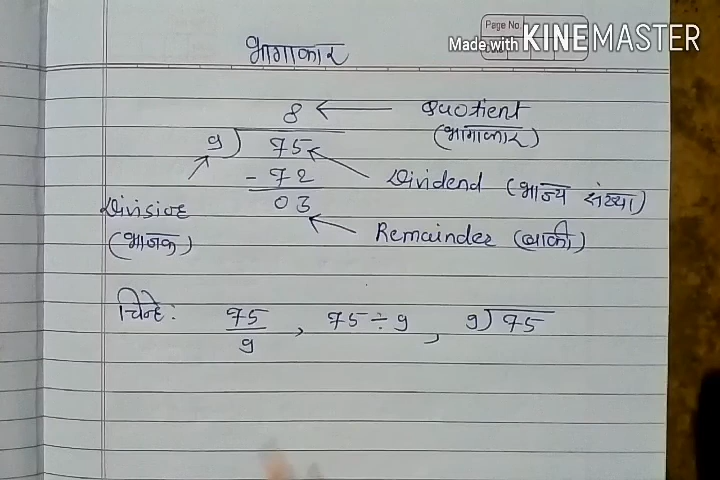 Page No.
Made with KINEMASTER
भागाकार
8 ← Quotient
(भागाकार)
9 ) 75
- 72
Dividend (भाज्य संख्या)
03
Divisior
(भाजक)
Remainder (बाकी)
चिन्हे: 75/9 , 75 ÷ 9 , 9 ) 75